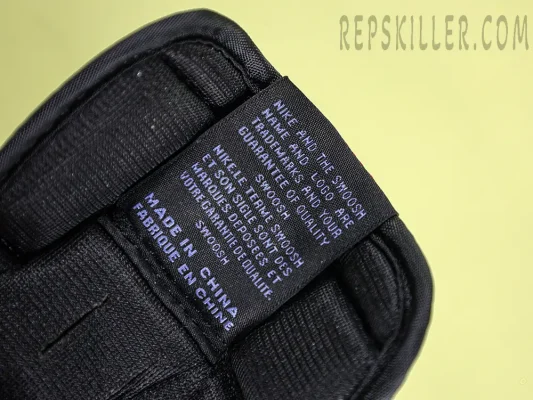 REPSKILLER.COM
NIKE AND THE SWOOSH
NAME AND LOGO ARE
TRADEMARKS AND YOUR
GUARANTEE OF QUALITY
SWOOSH
NIKE.LE TERME SWOOSH
ET SON SIGLE SONT DES
MARQUES DEPOSÉES ET
VOTRE GARANTIE DE QUALITE.
SWOOSH
MADE IN CHINA
FABRIQUE EN CHINE